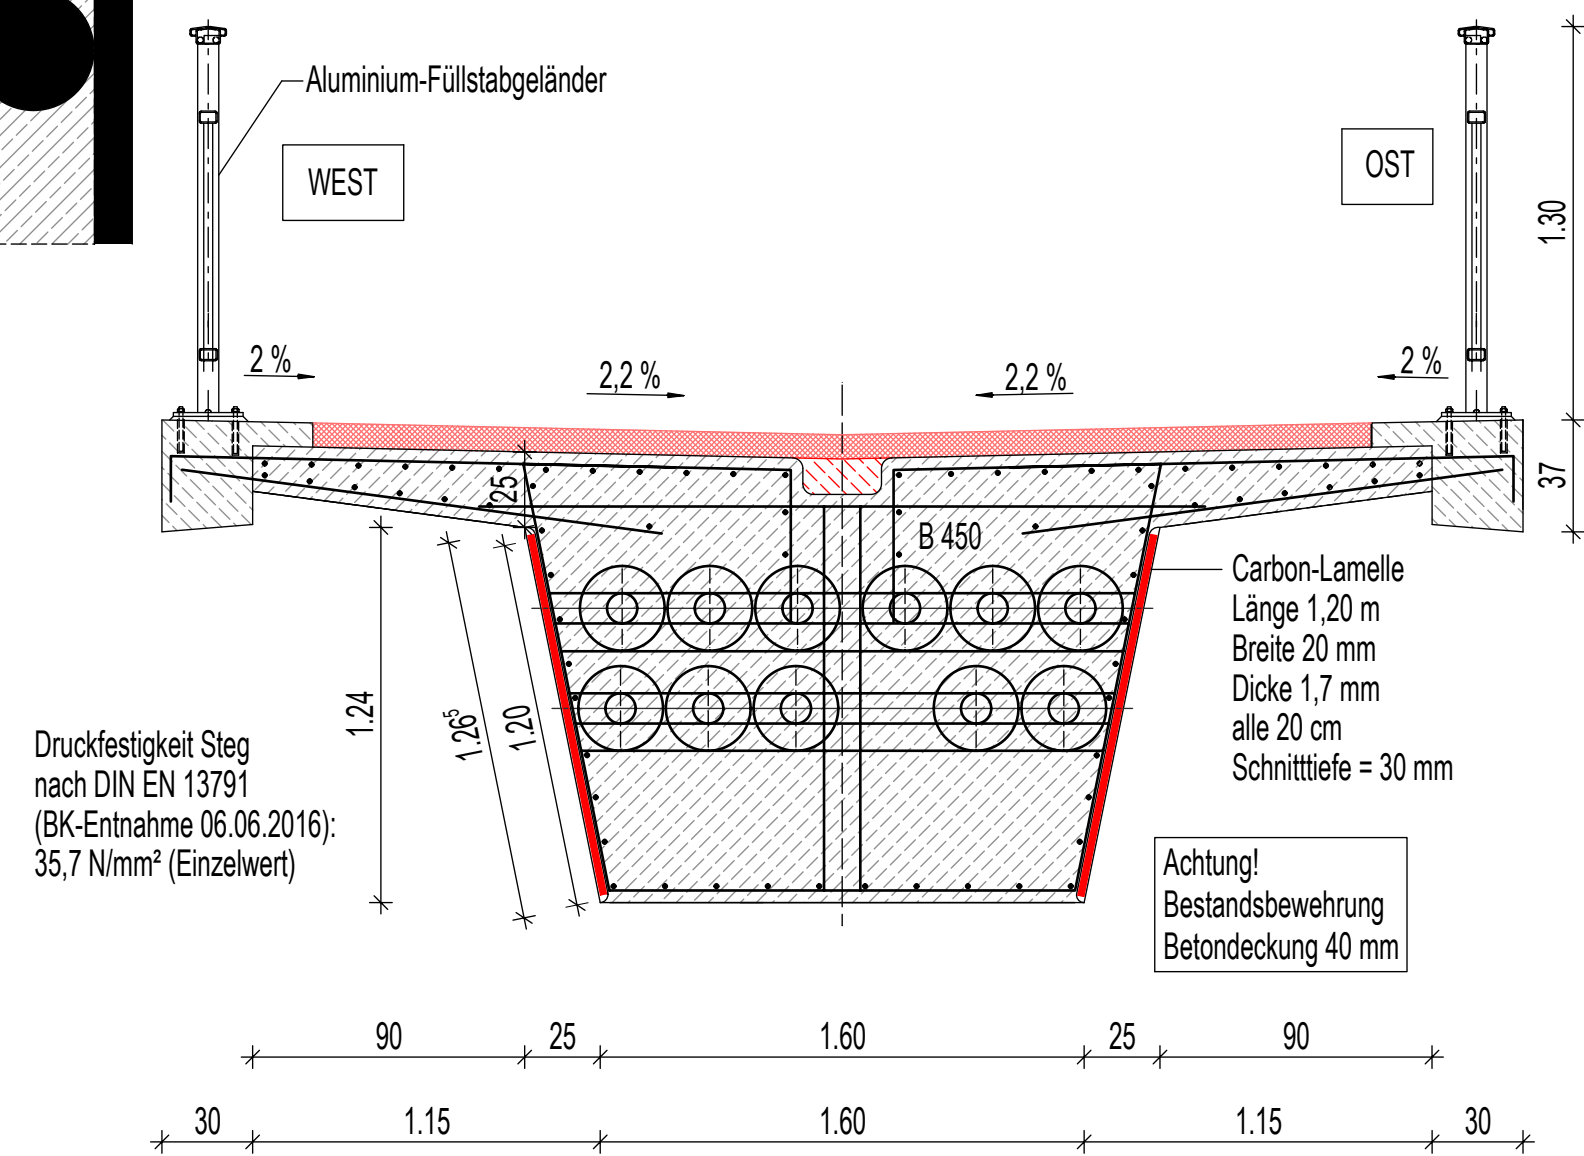 Aluminium-Füllstabgeländer
WEST
OST
1.30
2 %
2,2 %
2,2 %
2 %
37
25
B 450
Carbon-Lamelle
Länge 1,20 m
Breite 20 mm
Dicke 1,7 mm
alle 20 cm
Schnitttiefe = 30 mm
1.24
1.26⁵
1.20
Druckfestigkeit Steg
nach DIN EN 13791
(BK-Entnahme 06.06.2016):
35,7 N/mm² (Einzelwert)
Achtung!
Bestandsbewehrung
Betondeckung 40 mm
90 25 1.60 25 90
30 1.15 1.60 1.15 30